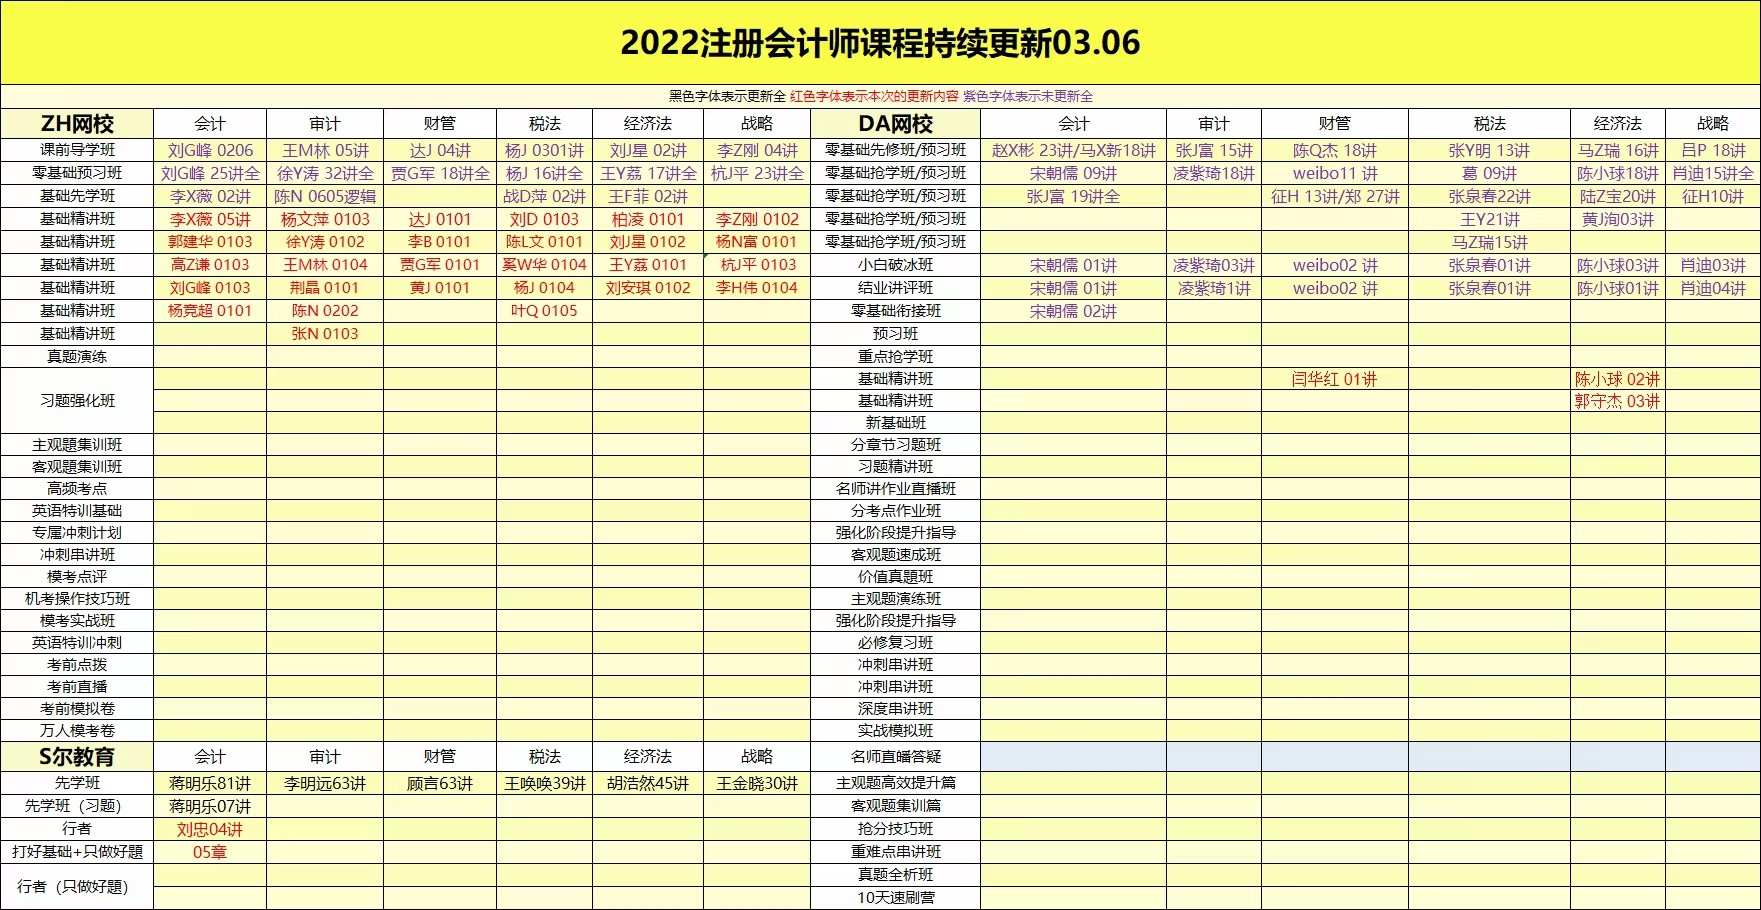 2022注册会计师课程持续更新03.06
黑色字体表示更新全 红色字体表示本次的更新内容 紫色字体表示未更新全
ZH网校 会计 审计 财管 税法 经济法 战略 DA网校 会计 审计 财管 税法 经济法 战略
课前导学班 刘G峰 0206 王M林 05讲 达J 04讲 杨J 0301讲 刘J星 02讲 李Z刚 04讲 零基础先修班/预习班 赵X彬 23讲/马X新18讲 张J富 15讲 陈Q杰 18讲 张Y明 13讲 马Z瑞 16讲 吕P 18讲
零基础预习班 刘G峰 25讲全 徐Y涛 32讲全 贾G军 18讲全 杨J 16讲全 王Y荔 17讲全 杭J平 23讲全 零基础抢学班/预习班 宋朝儒 09讲 凌紫琦18讲 weibo11 讲 葛 09讲 陈小球18讲 肖迪15讲全
基础先学班 李X薇 02讲 陈N 0605逻辑 战D萍 02讲 王F菲 02讲 零基础抢学班/预习班 张J富 19讲全 征H 13讲/郑 27讲 张泉春22讲 陆Z宝20讲 征H10讲
基础精讲班 李X薇 05讲 杨文萍 0103 达J 0101 刘D 0103 柏凌 0101 李Z刚 0102 零基础抢学班/预习班 王Y21讲 黄J洵03讲
基础精讲班 郭建华 0103 徐Y涛 0102 李B 0101 陈L文 0101 刘J星 0102 杨N富 0101 零基础抢学班/预习班 马Z瑞15讲
基础精讲班 高Z谦 0103 王M林 0104 贾G军 0101 奚W华 0104 王Y荔 0101 杭J平 0103 小白破冰班 宋朝儒 01讲 凌紫琦03讲 weibo02 讲 张泉春01讲 陈小球03讲 肖迪03讲
基础精讲班 刘G峰 0103 荆晶 0101 黄J 0101 杨J 0104 刘安琪 0102 李H伟 0104 结业讲评班 宋朝儒 01讲 凌紫琦1讲 weibo02 讲 张泉春01讲 陈小球01讲 肖迪04讲
基础精讲班 杨竞超 0101 陈N 0202 叶Q 0105 零基础衔接班 宋朝儒 02讲
基础精讲班 张N 0103 预习班
真题演练 重点抢学班
习题强化班 基础精讲班 闫华红 01讲 陈小球 02讲
基础精讲班 郭守杰 03讲
新基础班
主观題集训班 分章节习题班
客观題集训班 习题精讲班
高频考点 名师讲作业直播班
英语特训基础 分考点作业班
专属冲刺计划 强化阶段提升指导
冲刺串讲班 客观题速成班
模考点评 价值真題班
机考操作技巧班 主观题演练班
模考实战班 强化阶段提升指导
英语特训冲刺 必修复习班
考前点拨 冲刺串讲班
考前直播 冲刺串讲班
考前模拟卷 深度串讲班
万人模考卷 实战模拟班
S尔教育 会计 审计 财管 税法 经济法 战略 名师直皤答疑
先学班 蒋明乐81讲 李明远63讲 顾言63讲 王唤唤39讲 胡浩然45讲 王金晓30讲 主观题高效提升篇
先学班（习题） 蒋明乐07讲 客观题集训篇
行者 刘忠04讲 抢分技巧班
打好基础+只做好題 05章 重难点串讲班
行者（只做好題） 真题全析班
10天速刷营